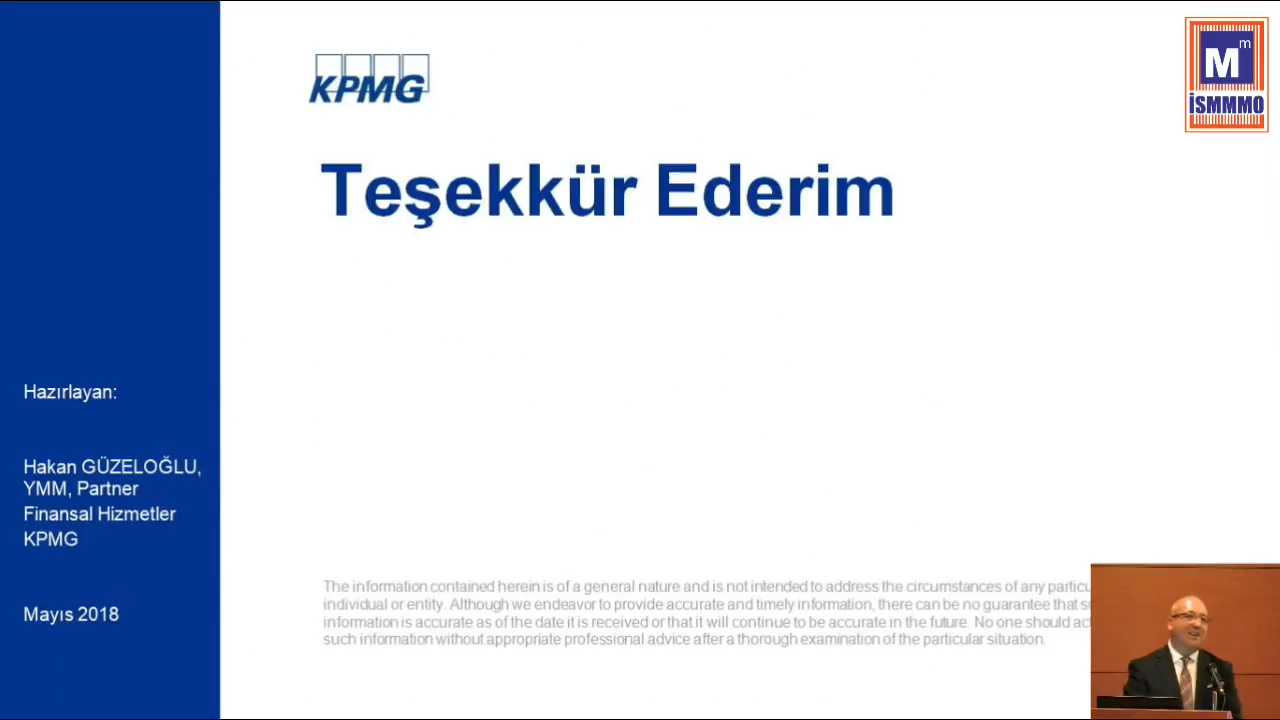 KPMG
M m
İSMMMO
Teşekkür Ederim
Hazırlayan:
Hakan GÜZELOĞLU,
YMM, Partner
Finansal Hizmetler
KPMG
Mayıs 2018
The information contained herein is of a general nature and is not intended to address the circumstances of any
individual or entity. Although we endeavor to provide accurate and timely information, there can be no guarantee that
information is accurate as of the date it is received or that it will continue to be accurate in the future. No one should
such information without appropriate professional advice after a thorough examination of the particular situation.